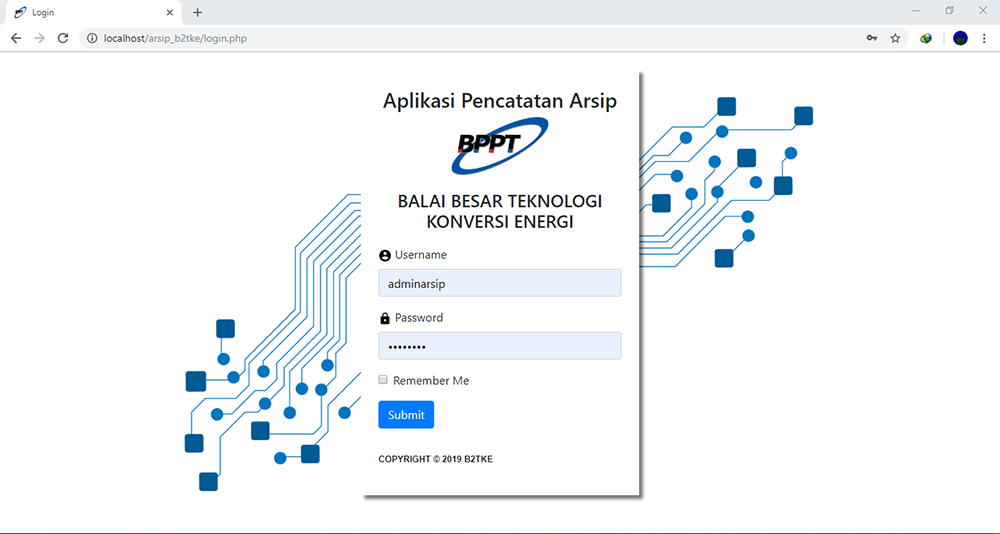 Login
localhost/arsip_b2tke/login.php
Aplikasi Pencatatan Arsip
BPPT
BALAI BESAR TEKNOLOGI
KONVERSI ENERGI
Username
adminarsip
Password
••••••••
Remember Me
Submit
COPYRIGHT © 2019 B2TKE